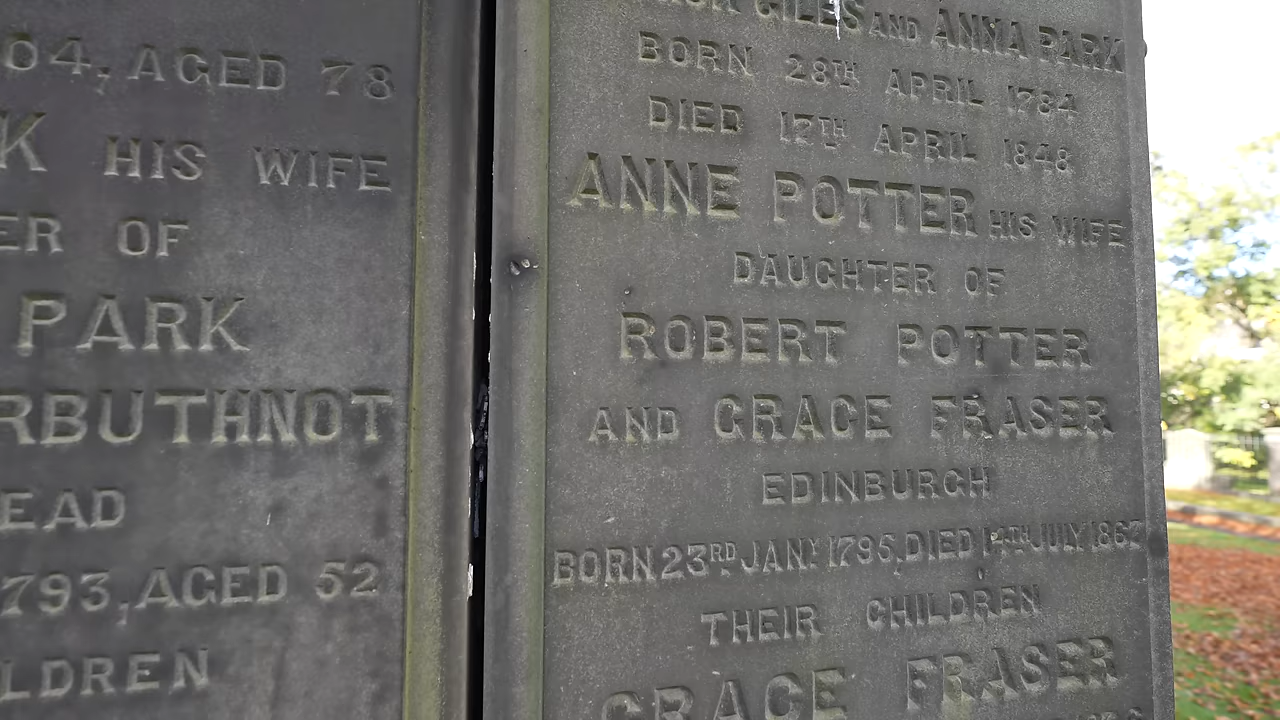 04, AGED 78
K HIS WIFE
ER OF
PARK
RBUTHNOT
EAD
793, AGED 52
LDREN
GILES AND ANNA PARK
BORN 28TH APRIL 1784
DIED 12TH APRIL 1848
ANNE POTTER HIS WIFE
DAUGHTER OF
ROBERT POTTER
AND GRACE FRASER
EDINBURGH
BORN 23RD JANY 1795, DIED 14TH JULY 1862
THEIR CHILDREN
GRACE FRASER